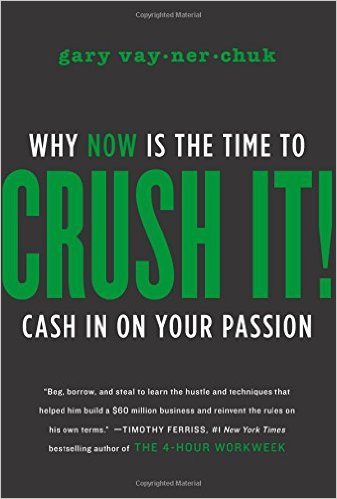 Copyrighted Material
gary vay·ner·chuk
WHY NOW IS THE TIME TO
CRUSH IT!
CASH IN ON YOUR PASSION
"Beg, borrow, and steal to learn the hustle and techniques that
helped him build a $60 million business and reinvent the rules on
his own terms." —TIMOTHY FERRISS, #1 New York Times
bestselling author of THE 4-HOUR WORKWEEK
Copyrighted Material